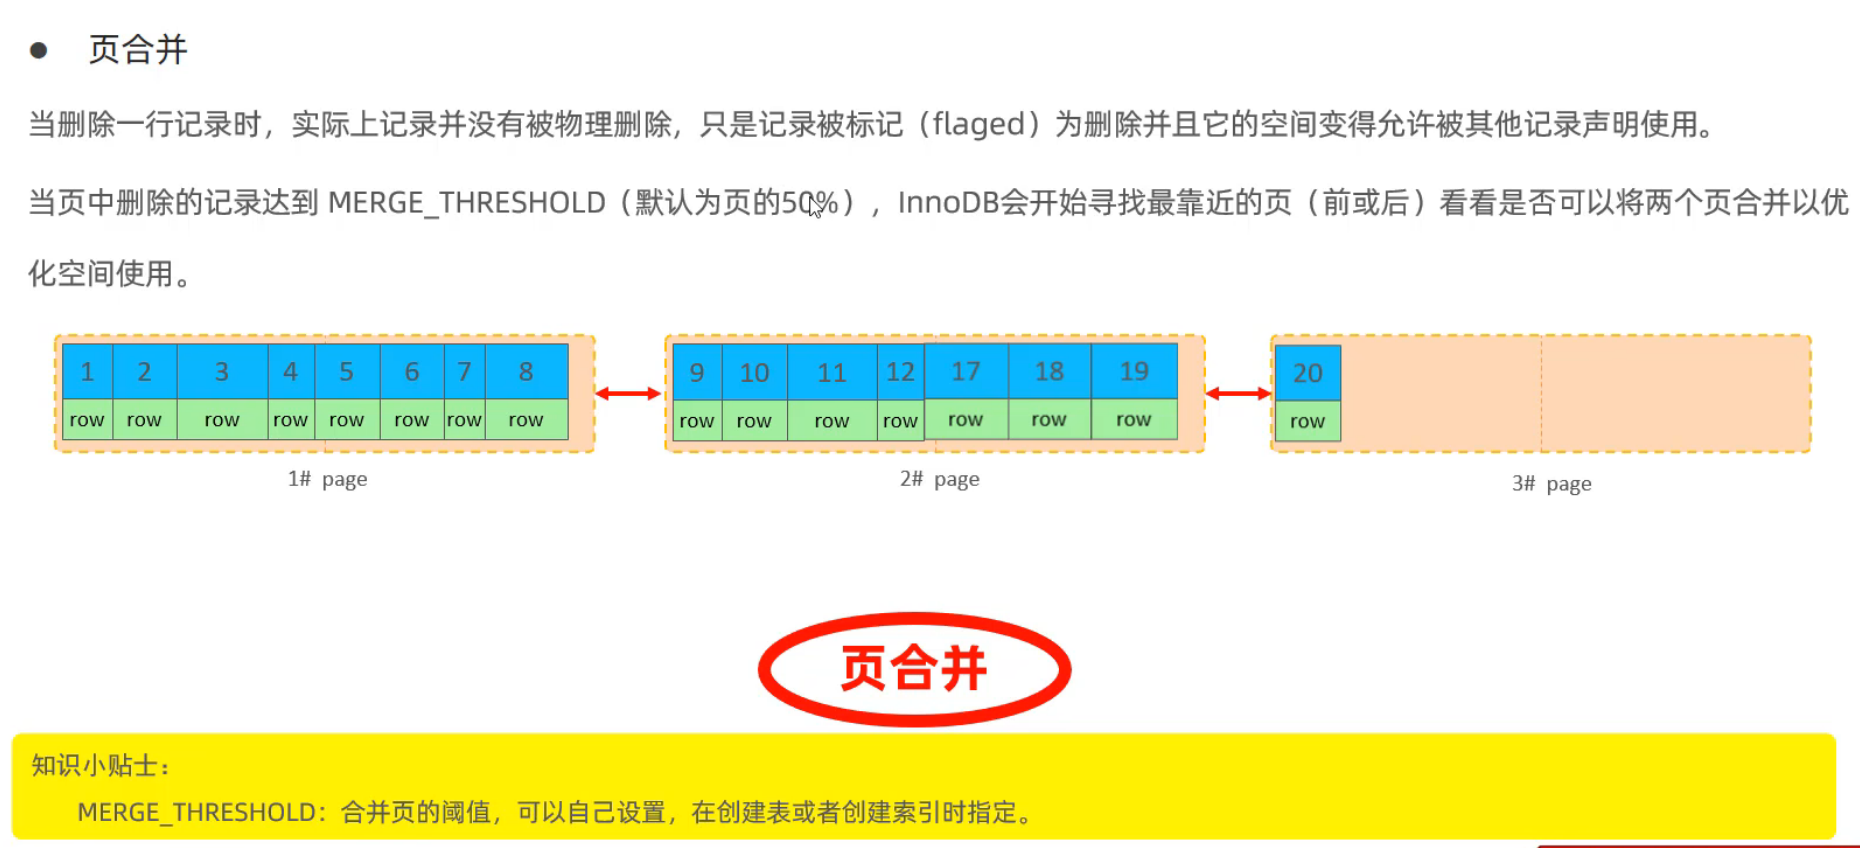 ● 页合并
当删除一行记录时，实际上记录并没有被物理删除，只是记录被标记（flaged）为删除并且它的空间变得允许被其他记录声明使用。
当页中删除的记录达到 MERGE_THRESHOLD（默认为页的50%），InnoDB会开始寻找最靠近的页（前或后）看看是否可以将两个页合并以优
化空间使用。
1 2 3 4 5 6 7 8
row row row row row row row row
1# page
9 10 11 12 17 18 19
row row row row row row row
2# page
20
row
3# page
页合并
知识小贴士：
MERGE_THRESHOLD：合并页的阈值，可以自己设置，在创建表或者创建索引时指定。